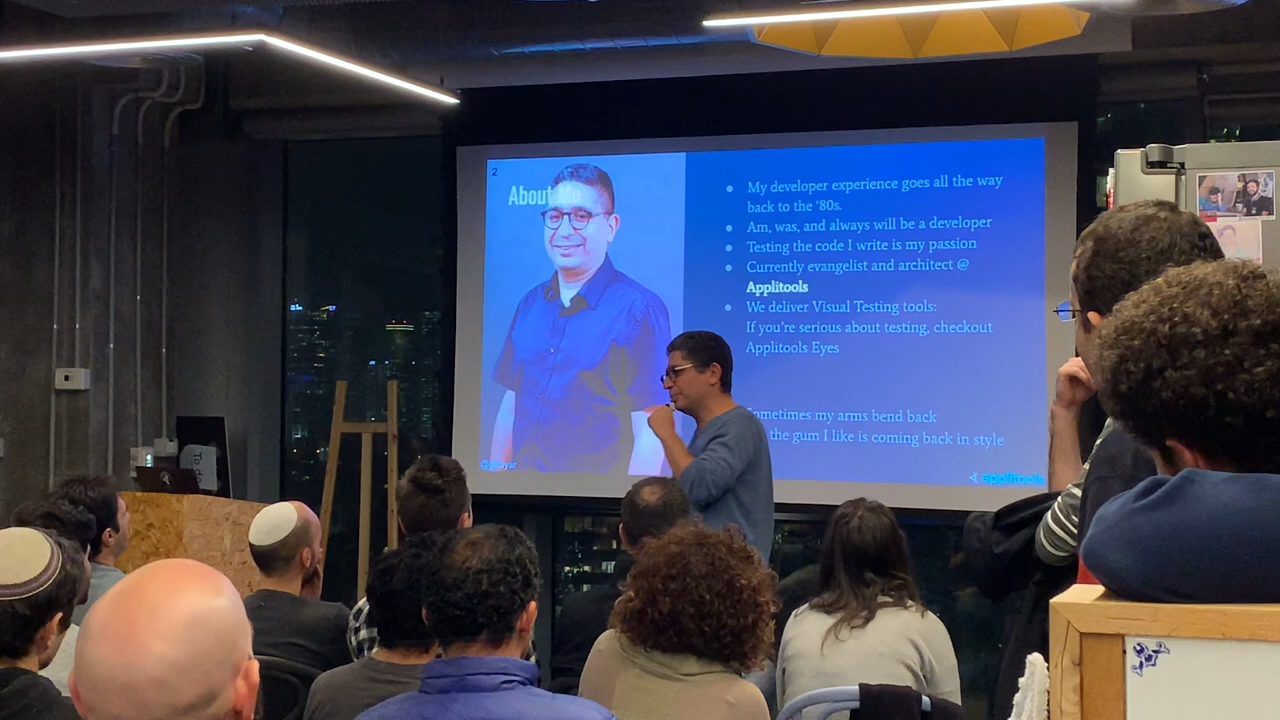 2
About Me
My developer experience goes all the way
back to the ‘80s.
Am, was, and always will be a developer
Testing the code I write is my passion
Currently evangelist and architect @
Applitools
We deliver Visual Testing tools:
If you're serious about testing, checkout
Applitools Eyes
Sometimes my arms bend back
the gum I like is coming back in style
applitools